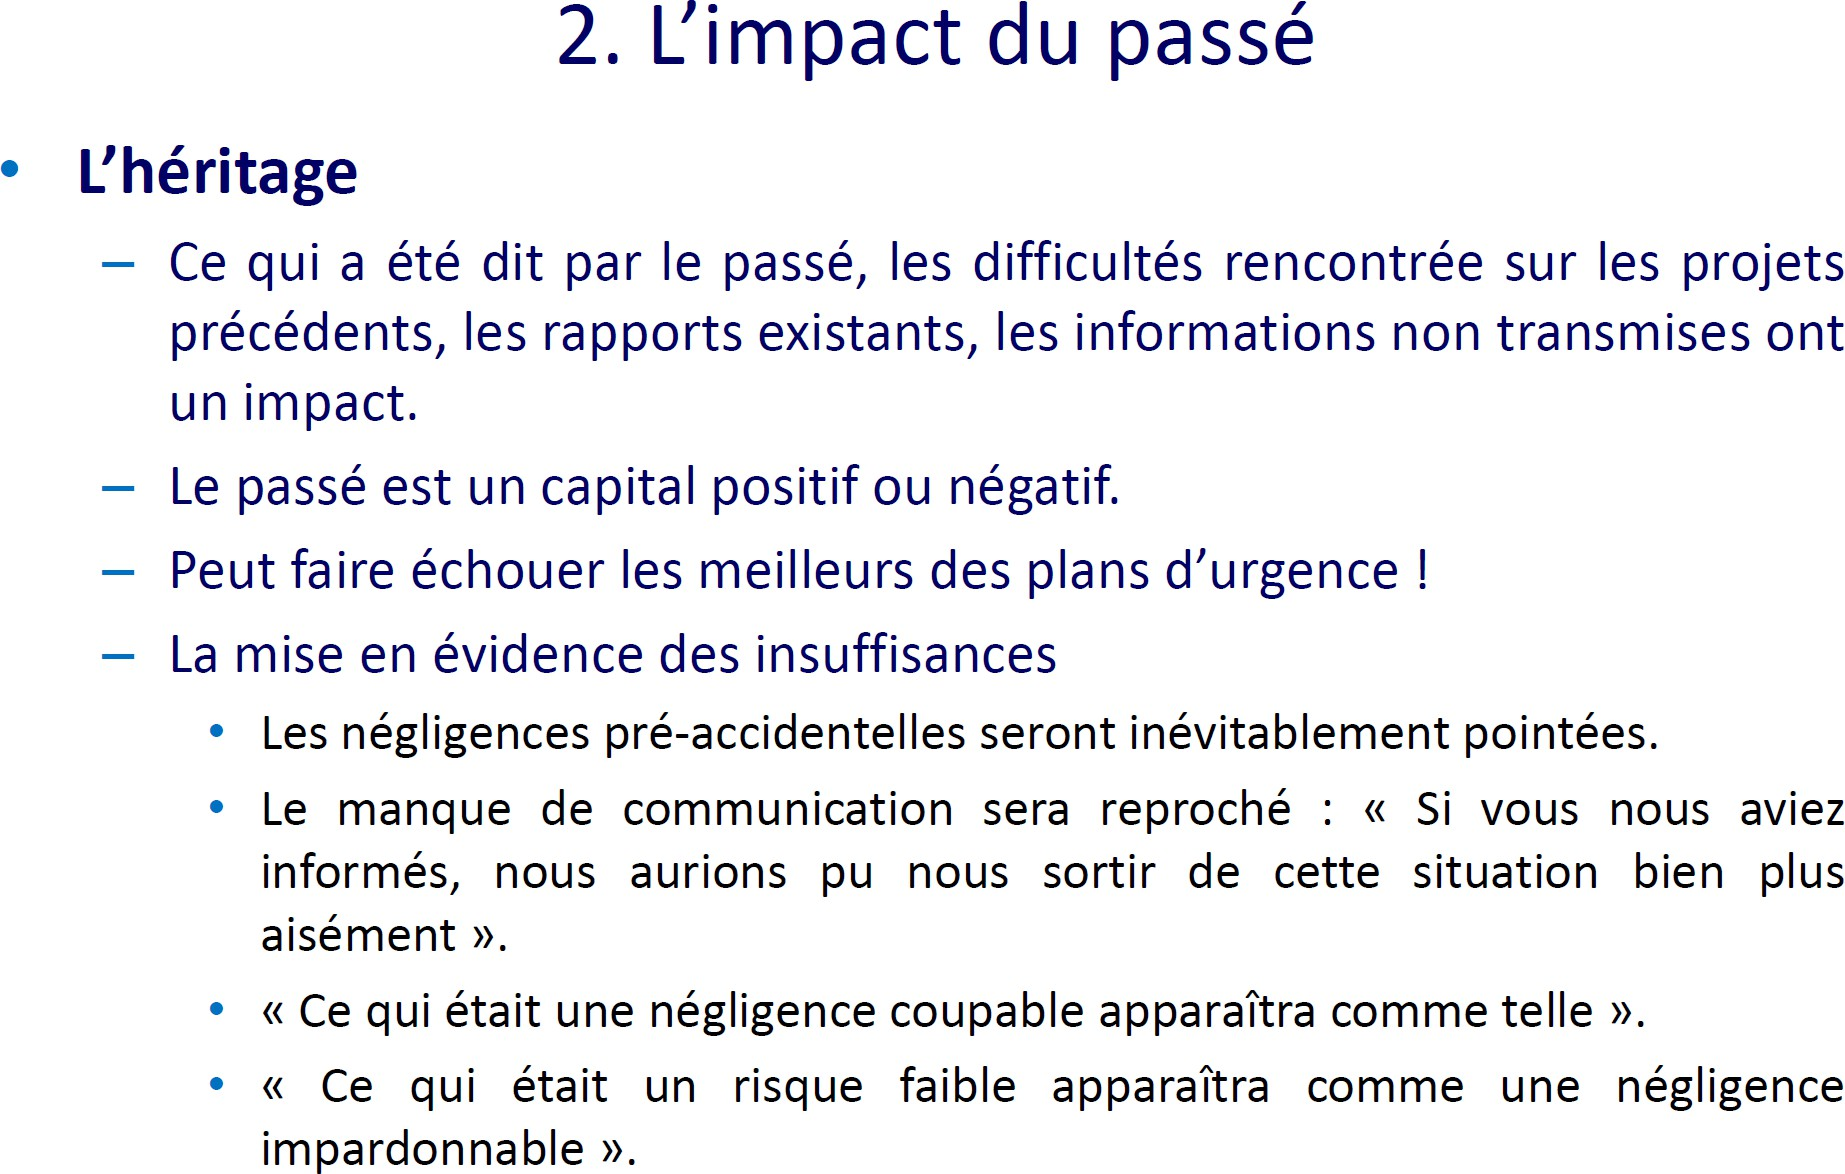 2. L’impact du passé
• L’héritage
– Ce qui a été dit par le passé, les difficultés rencontrée sur les projets
précédents, les rapports existants, les informations non transmises ont
un impact.
– Le passé est un capital positif ou négatif.
– Peut faire échouer les meilleurs des plans d’urgence !
– La mise en évidence des insuffisances
• Les négligences pré-accidentelles seront inévitablement pointées.
• Le manque de communication sera reproché : « Si vous nous aviez
informés, nous aurions pu nous sortir de cette situation bien plus
aisément ».
• « Ce qui était une négligence coupable apparaîtra comme telle ».
• « Ce qui était un risque faible apparaîtra comme une négligence
impardonnable ».